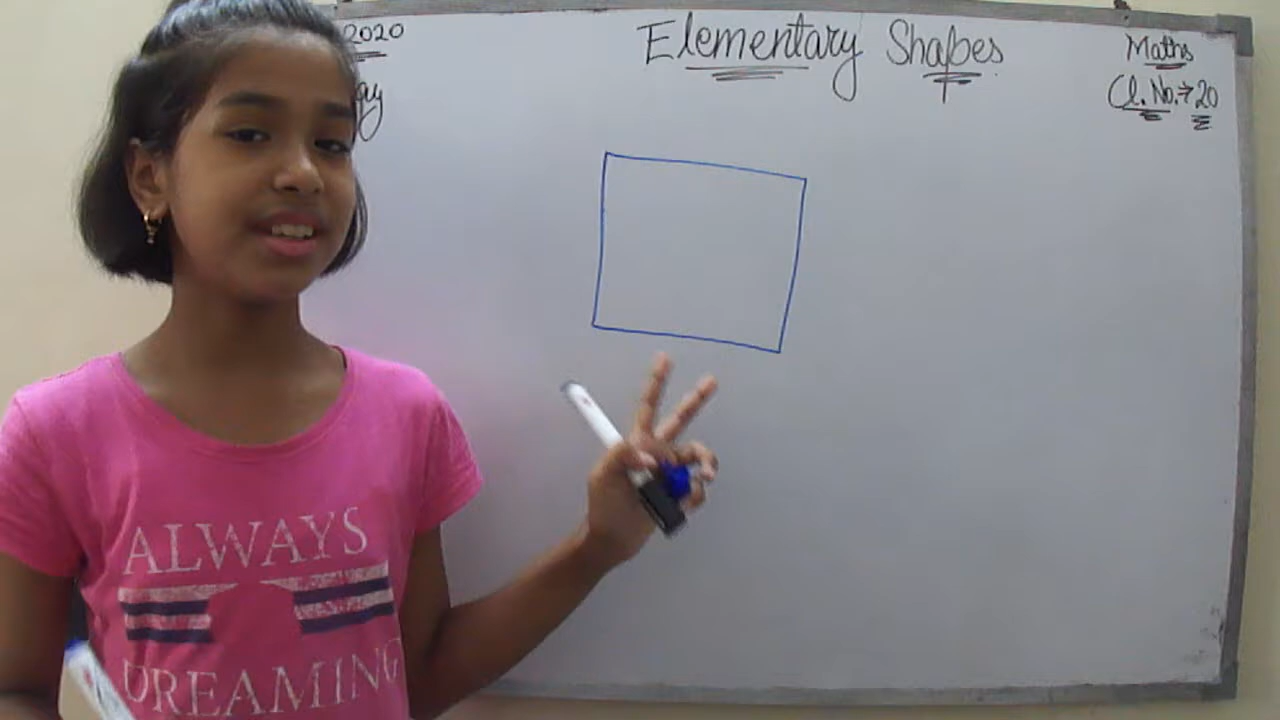 2020
Elementary Shapes
Maths
Cl. No.→20
ALWAYS
DREAMING